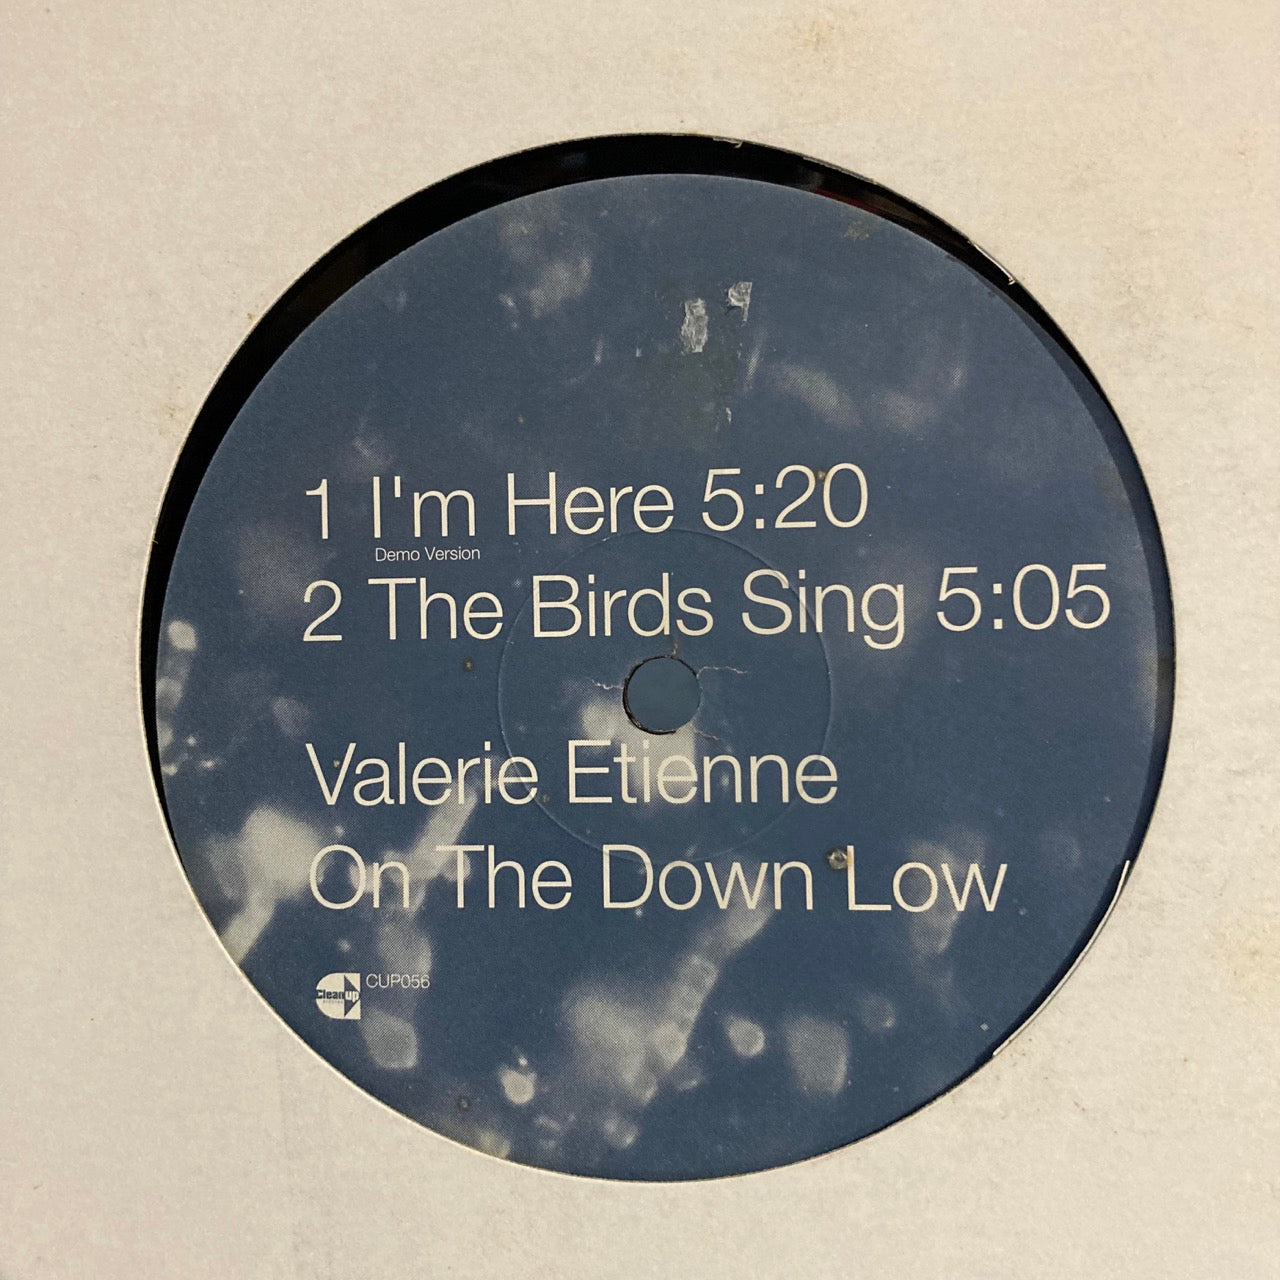 1 I'm Here 5:20
Demo Version
2 The Birds Sing 5:05
Valerie Etienne
On The Down Low
CUP056
Clean up